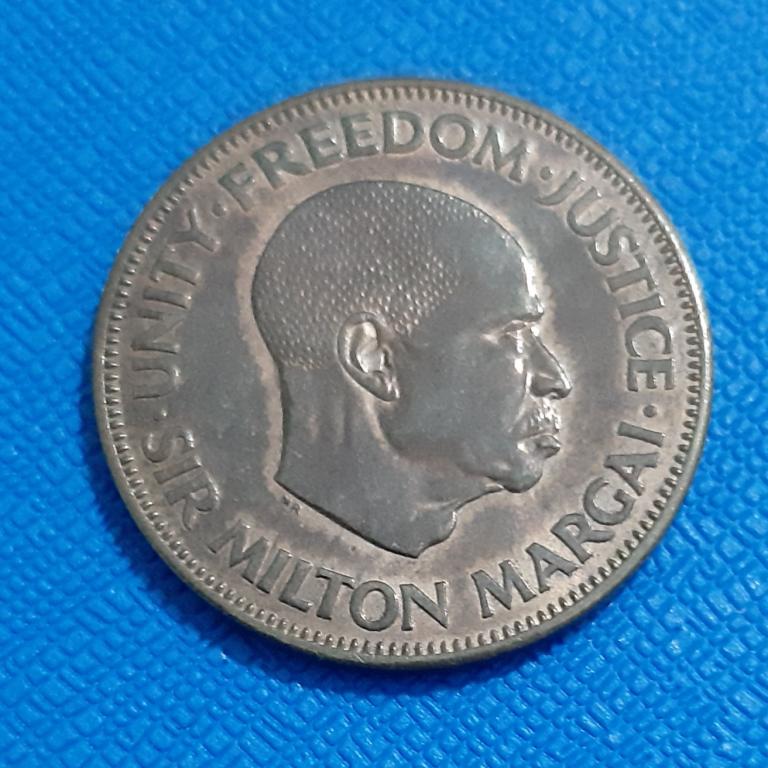 · UNITY · FREEDOM · JUSTICE ·
SIR MILTON MARGAI